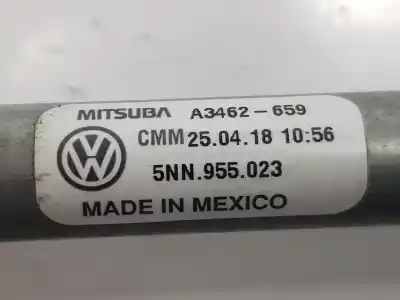 MITSUBA A3462-659
CMM 25.04.18 10:56
5NN.955.023
MADE IN MEXICO